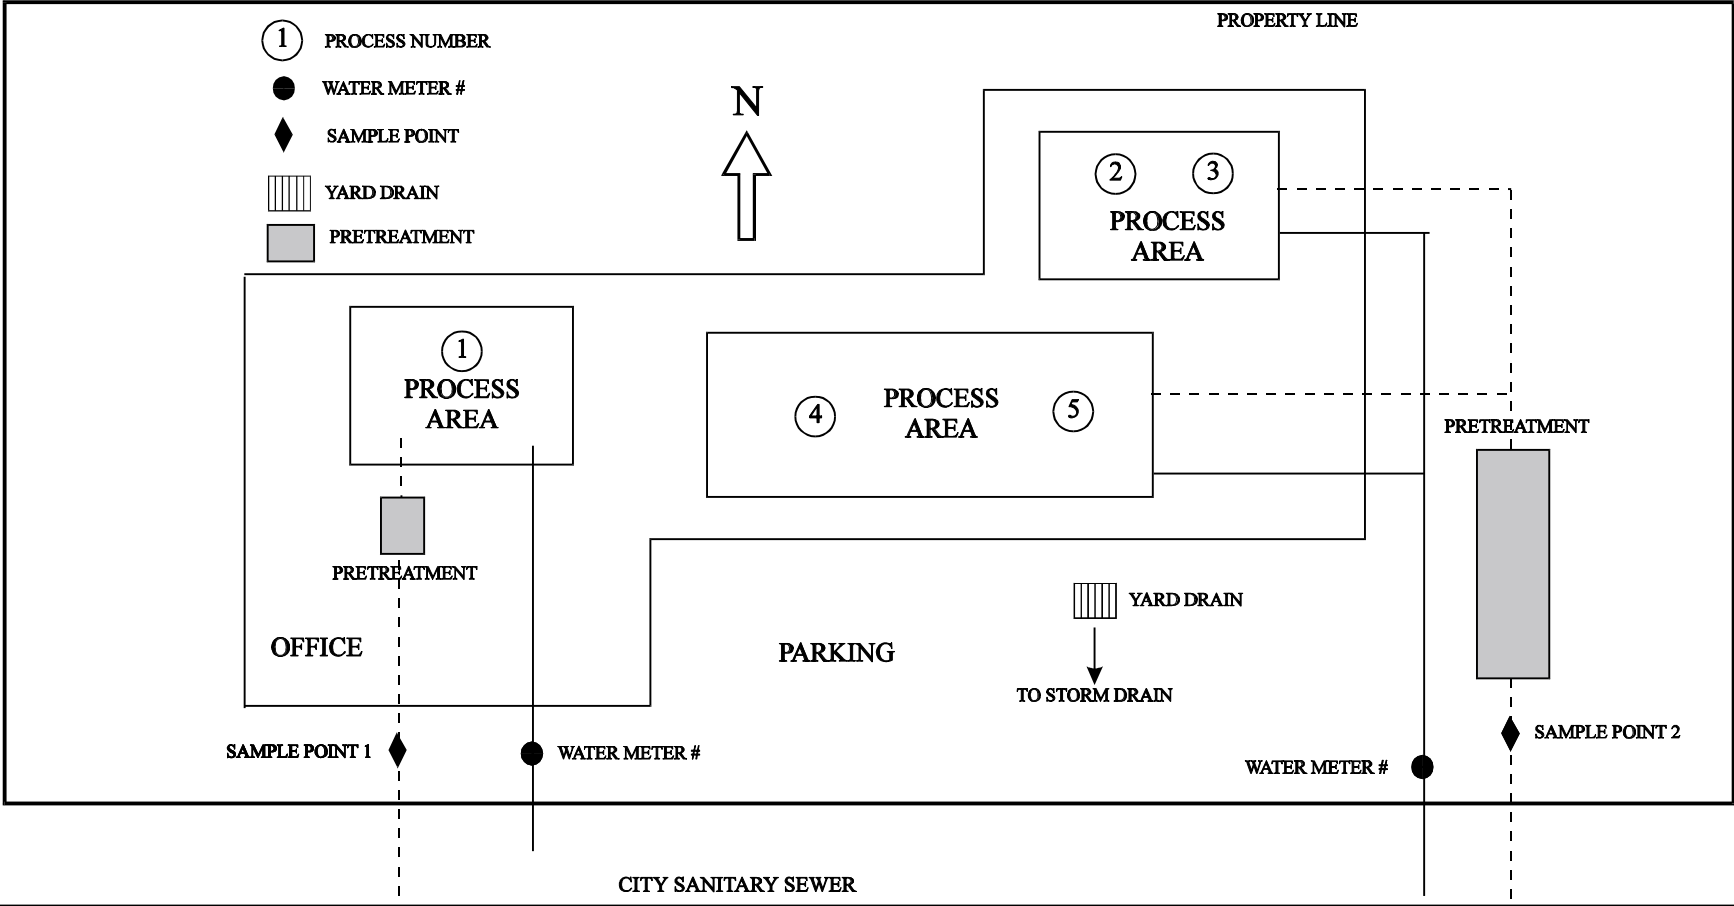 PROPERTY LINE
1 PROCESS NUMBER
WATER METER #
SAMPLE POINT
YARD DRAIN
PRETREATMENT
N
2 3
PROCESS
AREA
1
PROCESS
AREA
4 PROCESS 5
AREA
PRETREATMENT
PRETREATMENT
YARD DRAIN
OFFICE
PARKING
TO STORM DRAIN
SAMPLE POINT 1
WATER METER #
WATER METER #
SAMPLE POINT 2
CITY SANITARY SEWER